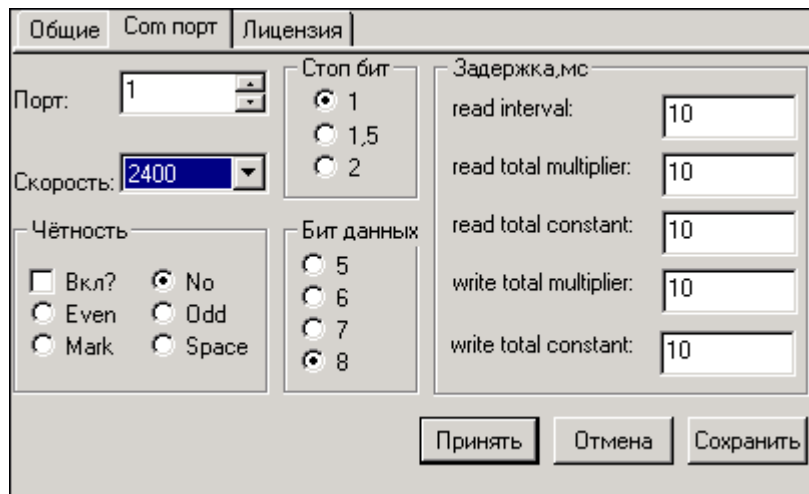 Общие Com порт Лицензия
Порт: 1
Скорость: 2400
Стоп бит
1
1,5
2
Задержка,мс
read interval: 10
read total multiplier: 10
read total constant: 10
write total multiplier: 10
write total constant: 10
Чётность
Вкл? No
Even Odd
Mark Space
Бит данных
5
6
7
8
Принять Отмена Сохранить